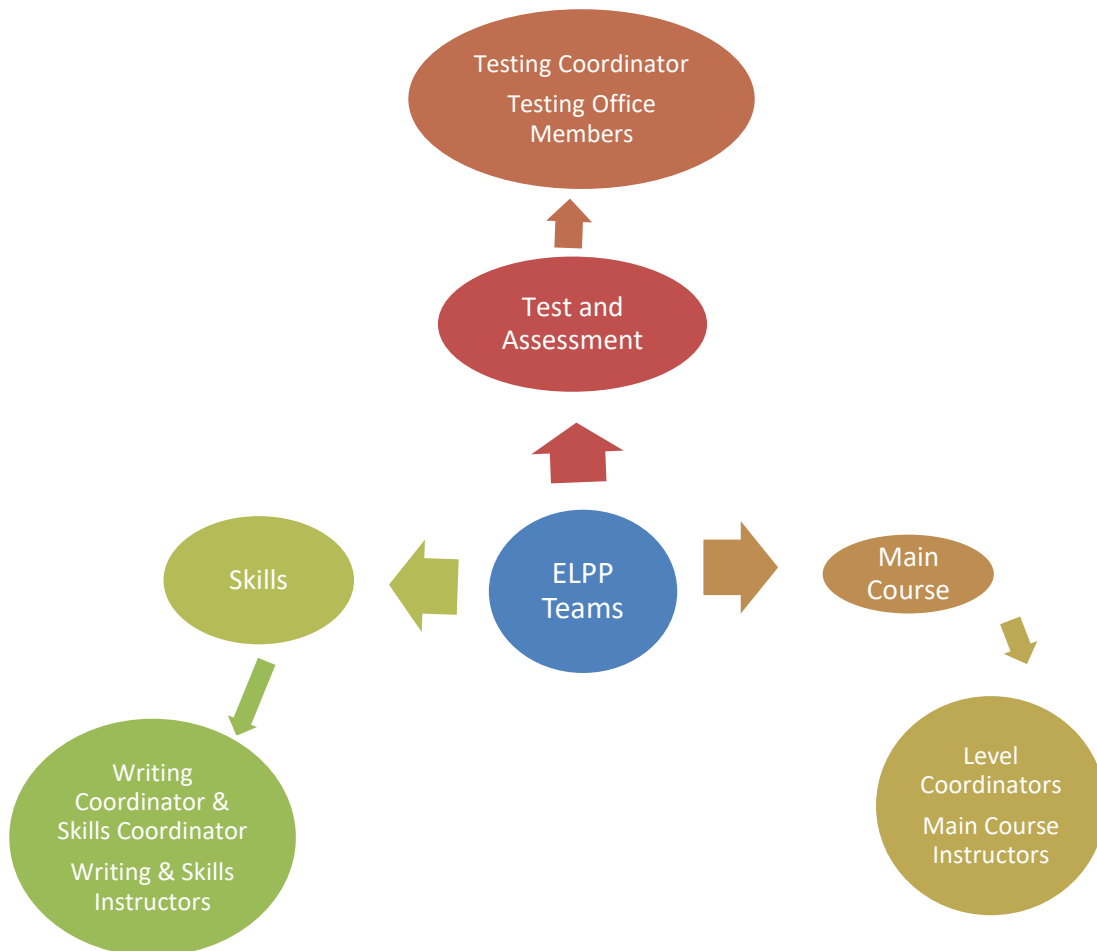 Testing Coordinator
Testing Office
Members
Test and
Assessment
Skills
ELPP
Teams
Main
Course
Writing
Coordinator &
Skills Coordinator
Writing & Skills
Instructors
Level
Coordinators
Main Course
Instructors